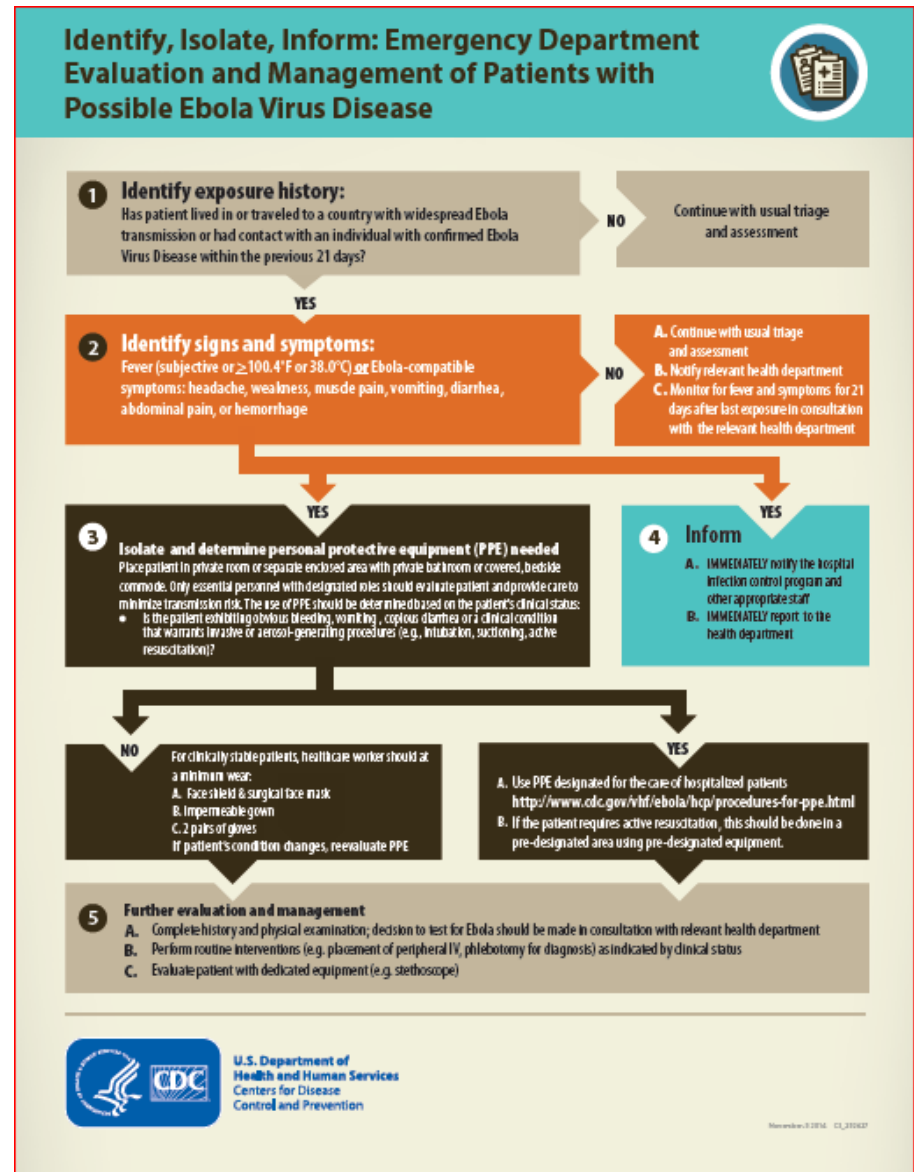 Identify, Isolate, Inform: Emergency Department
Evaluation and Management of Patients with
Possible Ebola Virus Disease
1 Identify exposure history:
Has patient lived in or traveled to a country with widespread Ebola
transmission or had contact with an individual with confirmed Ebola
Virus Disease within the previous 21 days?
NO
Continue with usual triage
and assessment
YES
2 Identify signs and symptoms:
Fever (subjective or ≥100.4°F or 38.0°C) or Ebola-compatible
symptoms: headache, weakness, muscle pain, vomiting, diarrhea,
abdominal pain, or hemorrhage
NO
A. Continue with usual triage
and assessment
B. Notify relevant health department
C. Monitor for fever and symptoms for 21
days after last exposure in consultation
with the relevant health department
YES
3 Isolate and determine personal protective equipment (PPE) needed
Place patient in private room or separate enclosed area with private bathroom or covered, bedside
commode. Only essential personnel with designated roles should evaluate patient and provide care to
minimize transmission risk. The use of PPE should be determined based on the patient's clinical status:
• Is the patient exhibiting obvious bleeding, vomiting , copious diarrhea or a clinical condition
that warrants invasive or aerosol-generating procedures (e.g., intubation, suctioning, active
resuscitation)?
YES
4 Inform
A. IMMEDIATELY notify the hospital
infection control program and
other appropriate staff
B. IMMEDIATELY report to the
health department
NO
For clinically stable patients, healthcare worker should at
a minimum wear:
A. Face shield & surgical face mask
B. Impermeable gown
C. 2 pairs of gloves
If patient's condition changes, reevaluate PPE
YES
A. Use PPE designated for the care of hospitalized patients
http://www.cdc.gov/vhf/ebola/hcp/procedures-for-ppe.html
B. If the patient requires active resuscitation, this should be done in a
pre-designated area using pre-designated equipment.
5 Further evaluation and management
A. Complete history and physical examination; decision to test for Ebola should be made in consultation with relevant health department
B. Perform routine interventions (e.g. placement of peripheral IV, phlebotomy for diagnosis) as indicated by clinical status
C. Evaluate patient with dedicated equipment (e.g. stethoscope)
CDC
U.S. Department of
Health and Human Services
Centers for Disease
Control and Prevention